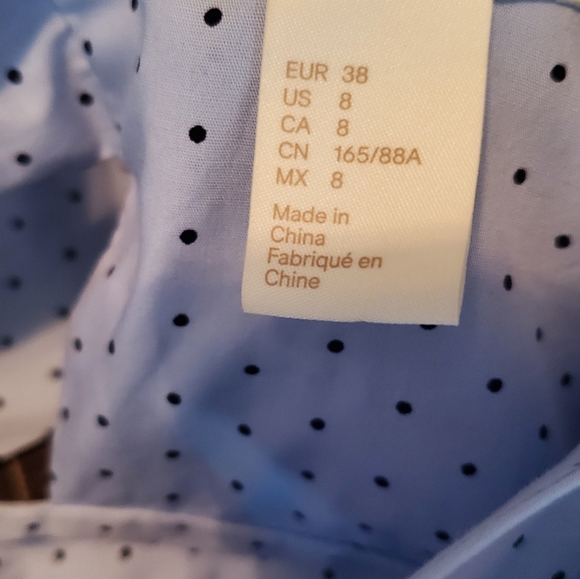 EUR 38
US 8
CA 8
CN 165/88A
MX 8
Made in
China
Fabriqué en
Chine